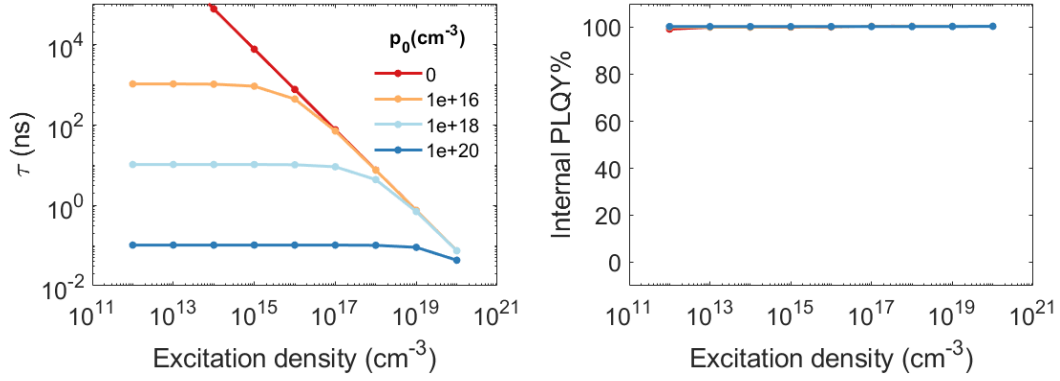 10^4
10^2
10^0
10^-2
τ (ns)
p_0(cm^-3)
0
1e+16
1e+18
1e+20
10^11
10^13
10^15
10^17
10^19
10^21
Excitation density (cm^-3)
100
80
60
40
20
0
Internal PLQY%
10^11
10^13
10^15
10^17
10^19
10^21
Excitation density (cm^-3)